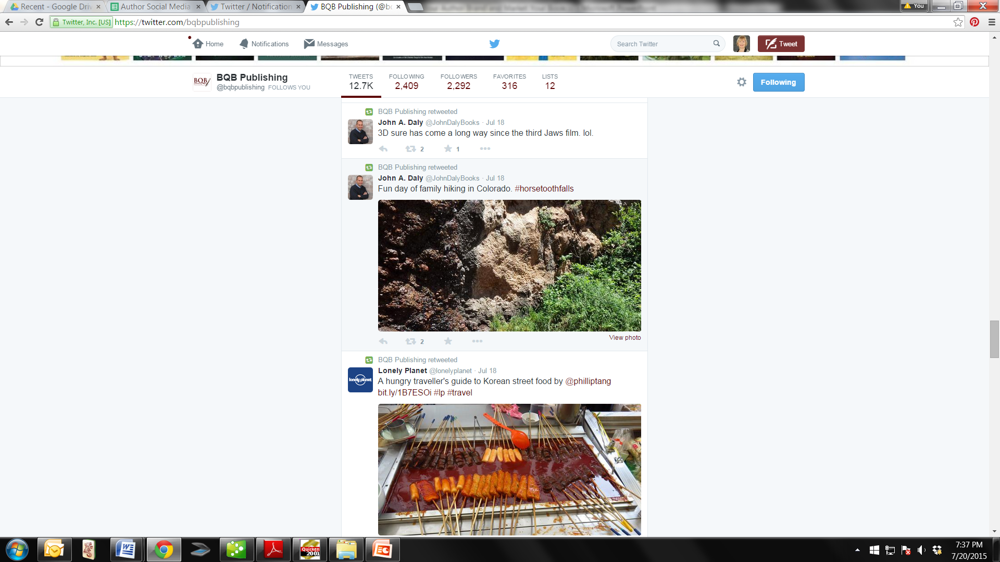 Recent - Google Driv
Author Social Media
Twitter / Notification
BQB Publishing (@bq
You
Twitter, Inc. [US]
https://twitter.com/bqbpublishing
Home
Notifications
Messages
Search Twitter
Tweet
BQB
BQB Publishing
@bqbpublishing FOLLOWS YOU
TWEETS
12.7K
FOLLOWING
2,409
FOLLOWERS
2,292
FAVORITES
316
LISTS
12
Following
BQB Publishing retweeted
John A. Daly @JohnDalyBooks · Jul 18
3D sure has come a long way since the third Jaws film. lol.
2
1
BQB Publishing retweeted
John A. Daly @JohnDalyBooks · Jul 18
Fun day of family hiking in Colorado. #horsetoothfalls
View photo
2
BQB Publishing retweeted
lonely planet
Lonely Planet @lonelyplanet · Jul 18
A hungry traveller's guide to Korean street food by @philliptang
bit.ly/1B7ESOi #lp #travel
Quicken
2001
7:37 PM
7/20/2015